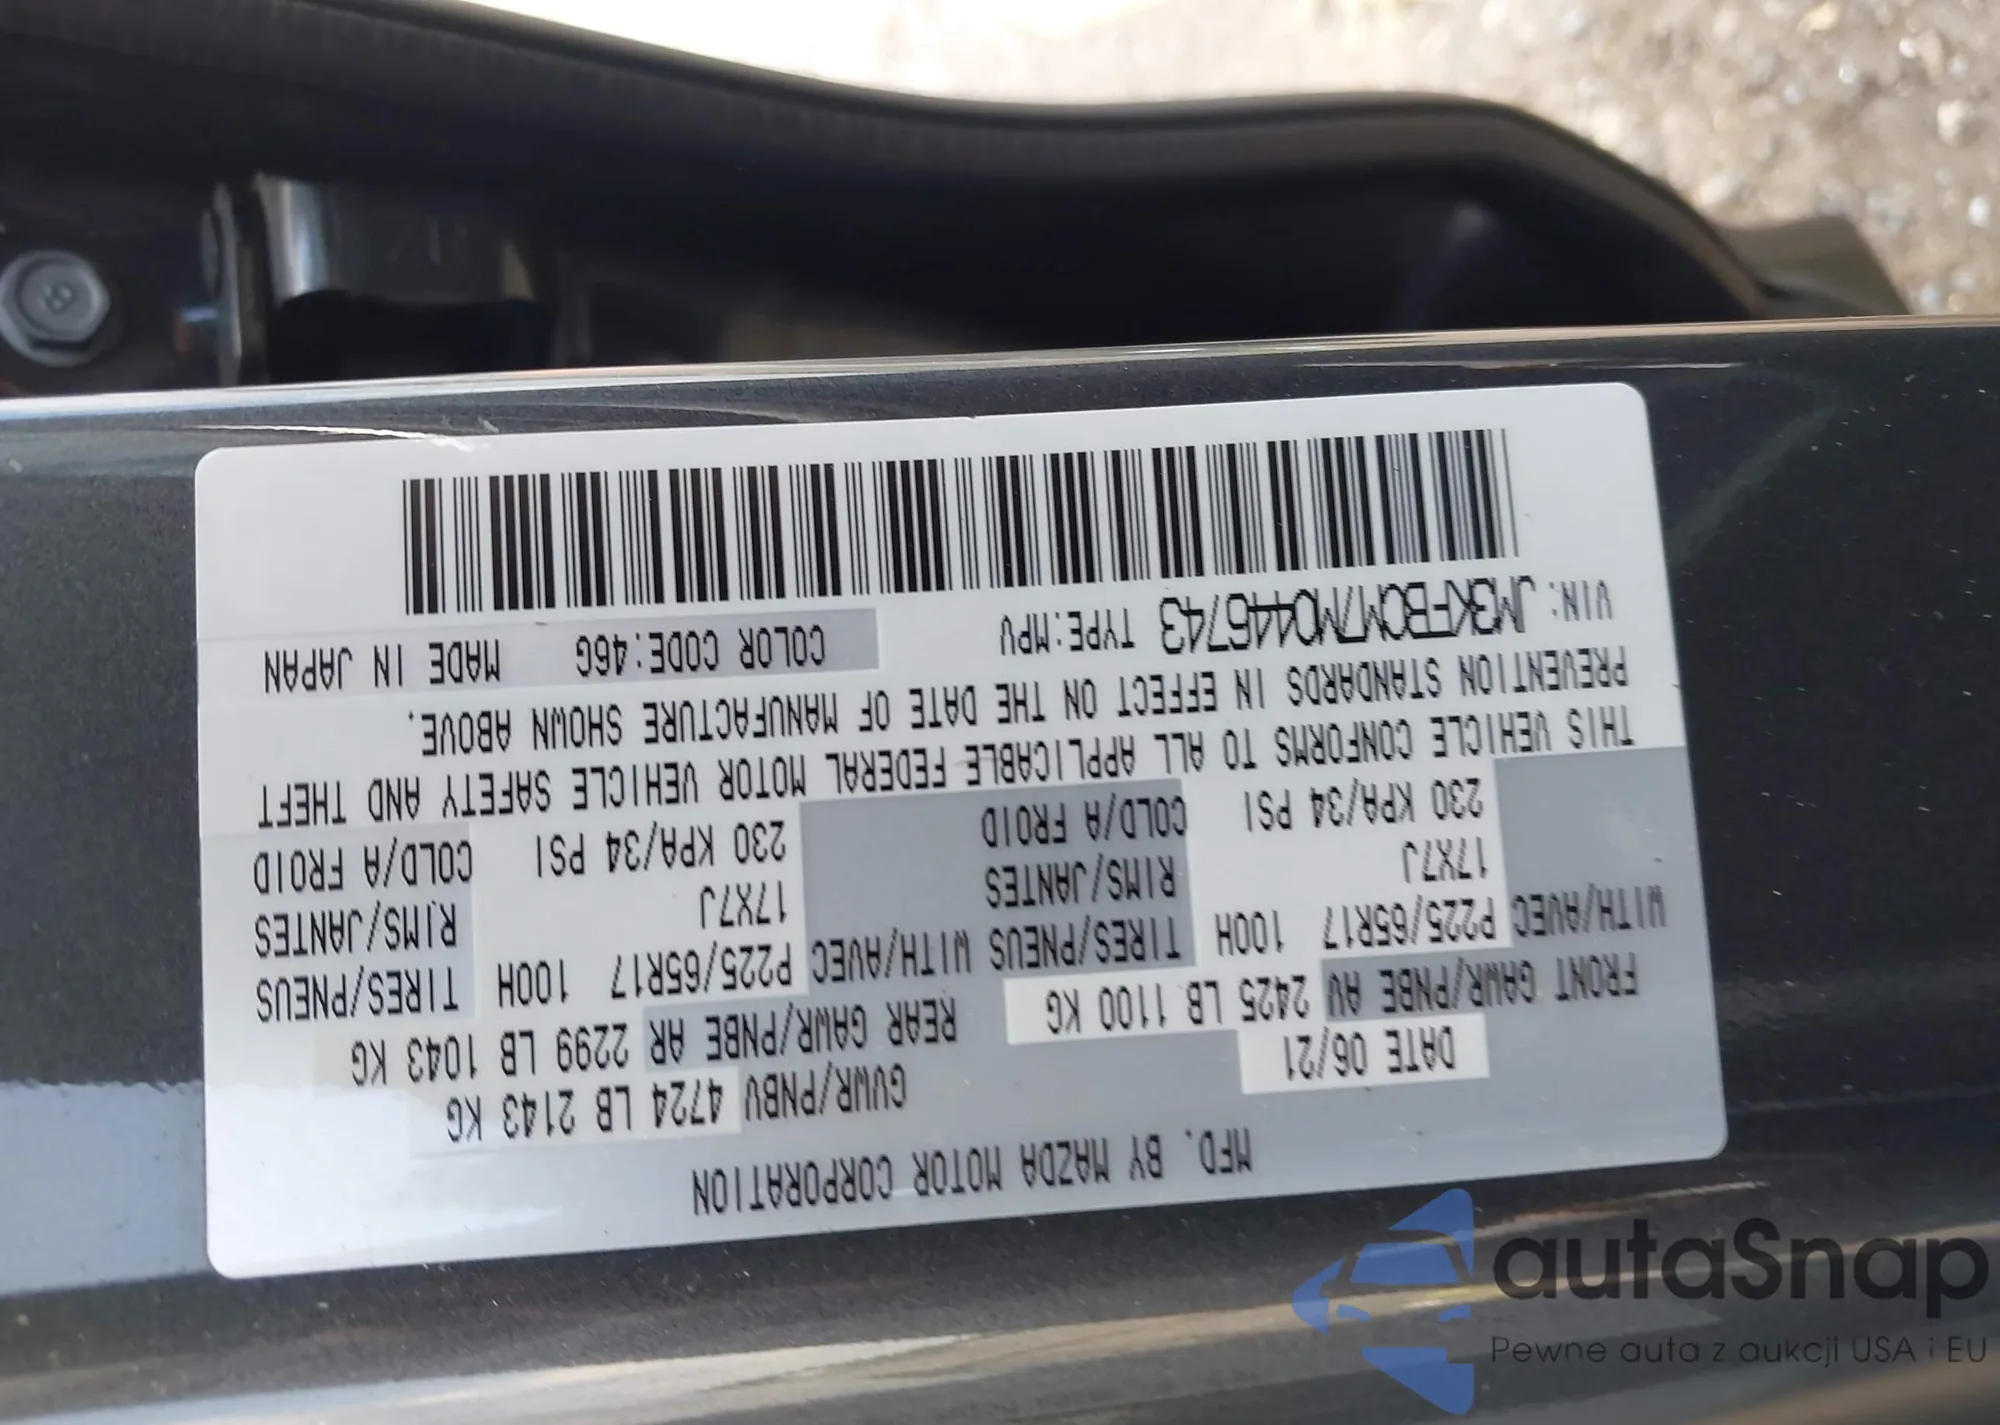 MFD. BY MAZDA MOTOR CORPORATION
DATE 06/21 GVWR/PNBV 4724 LB 2143 KG
FRONT GAWR/PNBE AV 2425 LB 1100 KG REAR GAWR/PNBE AR 2299 LB 1043 KG
WITH/AVEC P225/65R17 100H TIRES/PNEUS WITH/AVEC P225/65R17 100H TIRES/PNEUS
17X7J RIMS/JANTES 17X7J RIMS/JANTES
230 KPA/34 PSI COLD/A FROID 230 KPA/34 PSI COLD/A FROID
THIS VEHICLE CONFORMS TO ALL APPLICABLE FEDERAL MOTOR VEHICLE SAFETY AND THEFT
PREVENTION STANDARDS IN EFFECT ON THE DATE OF MANUFACTURE SHOWN ABOVE.
VIN: JM3KFBCM7M0446743 TYPE:MPV COLOR CODE:46G MADE IN JAPAN
autaSnap
Pewne auta z aukcji USA i EU